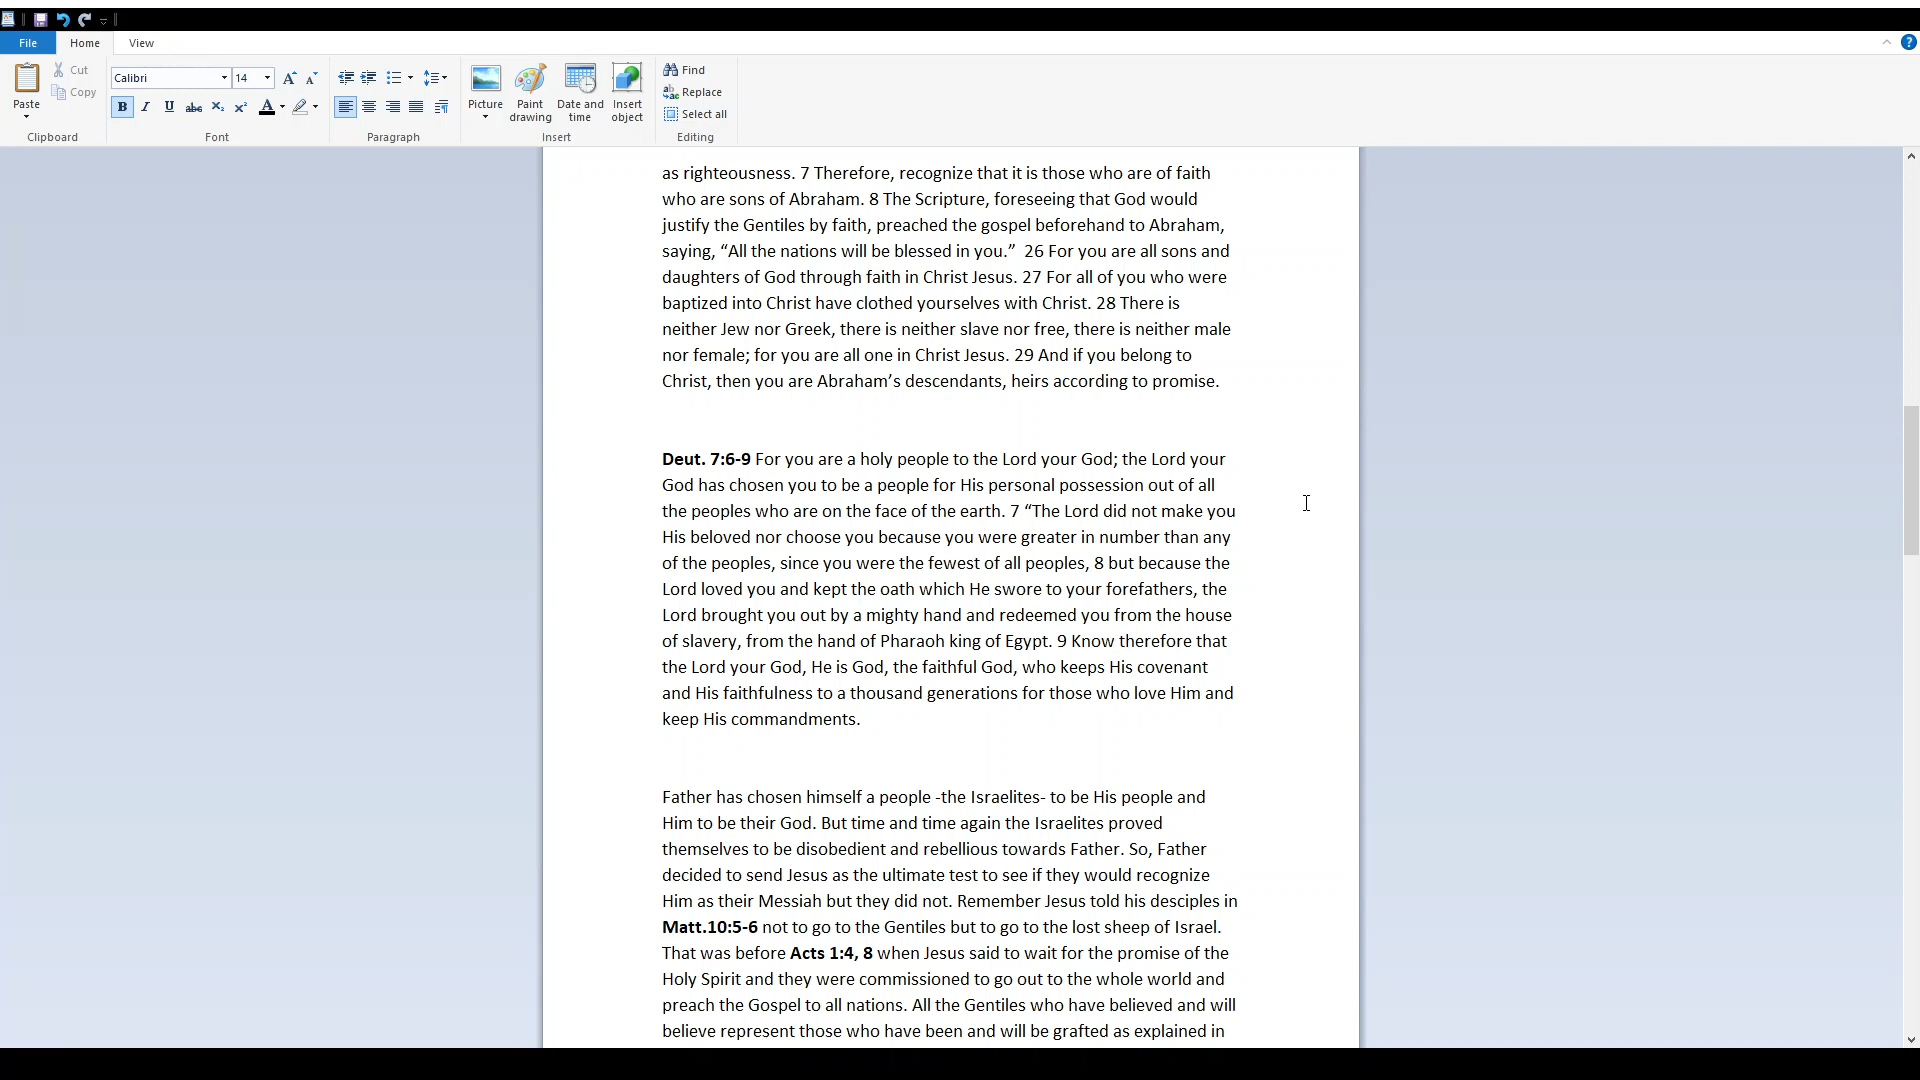 File Home View
Paste
Cut
Copy
Clipboard
Calibri 14
B I U abc X₂ X² A
Font
Paragraph
Picture
Paint drawing
Date and time
Insert object
Insert
Find
Replace
Select all
Editing
as righteousness. 7 Therefore, recognize that it is those who are of faith
who are sons of Abraham. 8 The Scripture, foreseeing that God would
justify the Gentiles by faith, preached the gospel beforehand to Abraham,
saying, “All the nations will be blessed in you.”  26 For you are all sons and
daughters of God through faith in Christ Jesus. 27 For all of you who were
baptized into Christ have clothed yourselves with Christ. 28 There is
neither Jew nor Greek, there is neither slave nor free, there is neither male
nor female; for you are all one in Christ Jesus. 29 And if you belong to
Christ, then you are Abraham’s descendants, heirs according to promise.
Deut. 7:6-9 For you are a holy people to the Lord your God; the Lord your
God has chosen you to be a people for His personal possession out of all
the peoples who are on the face of the earth. 7 “The Lord did not make you
His beloved nor choose you because you were greater in number than any
of the peoples, since you were the fewest of all peoples, 8 but because the
Lord loved you and kept the oath which He swore to your forefathers, the
Lord brought you out by a mighty hand and redeemed you from the house
of slavery, from the hand of Pharaoh king of Egypt. 9 Know therefore that
the Lord your God, He is God, the faithful God, who keeps His covenant
and His faithfulness to a thousand generations for those who love Him and
keep His commandments.
Father has chosen himself a people -the Israelites- to be His people and
Him to be their God. But time and time again the Israelites proved
themselves to be disobedient and rebellious towards Father. So, Father
decided to send Jesus as the ultimate test to see if they would recognize
Him as their Messiah but they did not. Remember Jesus told his desciples in
Matt.10:5-6 not to go to the Gentiles but to go to the lost sheep of Israel.
That was before Acts 1:4, 8 when Jesus said to wait for the promise of the
Holy Spirit and they were commissioned to go out to the whole world and
preach the Gospel to all nations. All the Gentiles who have believed and will
believe represent those who have been and will be grafted as explained in